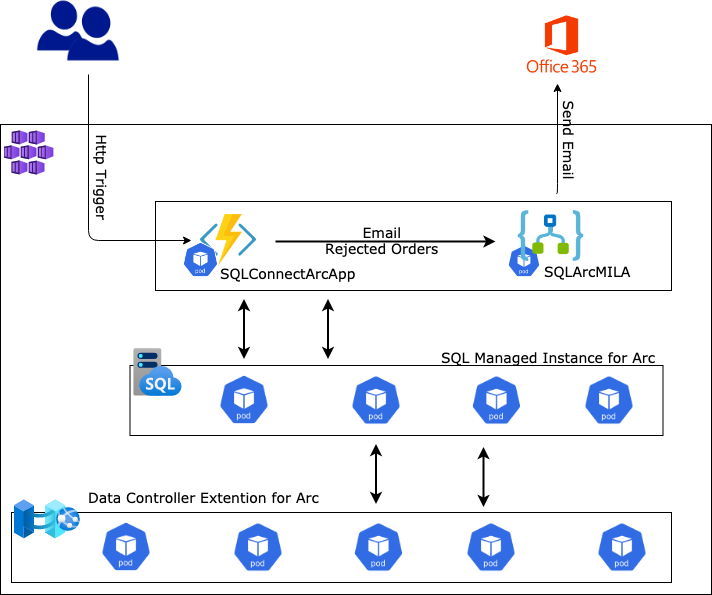 Office 365
Send Email
Http Trigger
Email
Rejected Orders
pod
SQLConnectArcApp
pod
SQLArcMILA
SQL Managed Instance for Arc
SQL
pod
pod
pod
pod
Data Controller Extention for Arc
pod
pod
pod
pod
pod